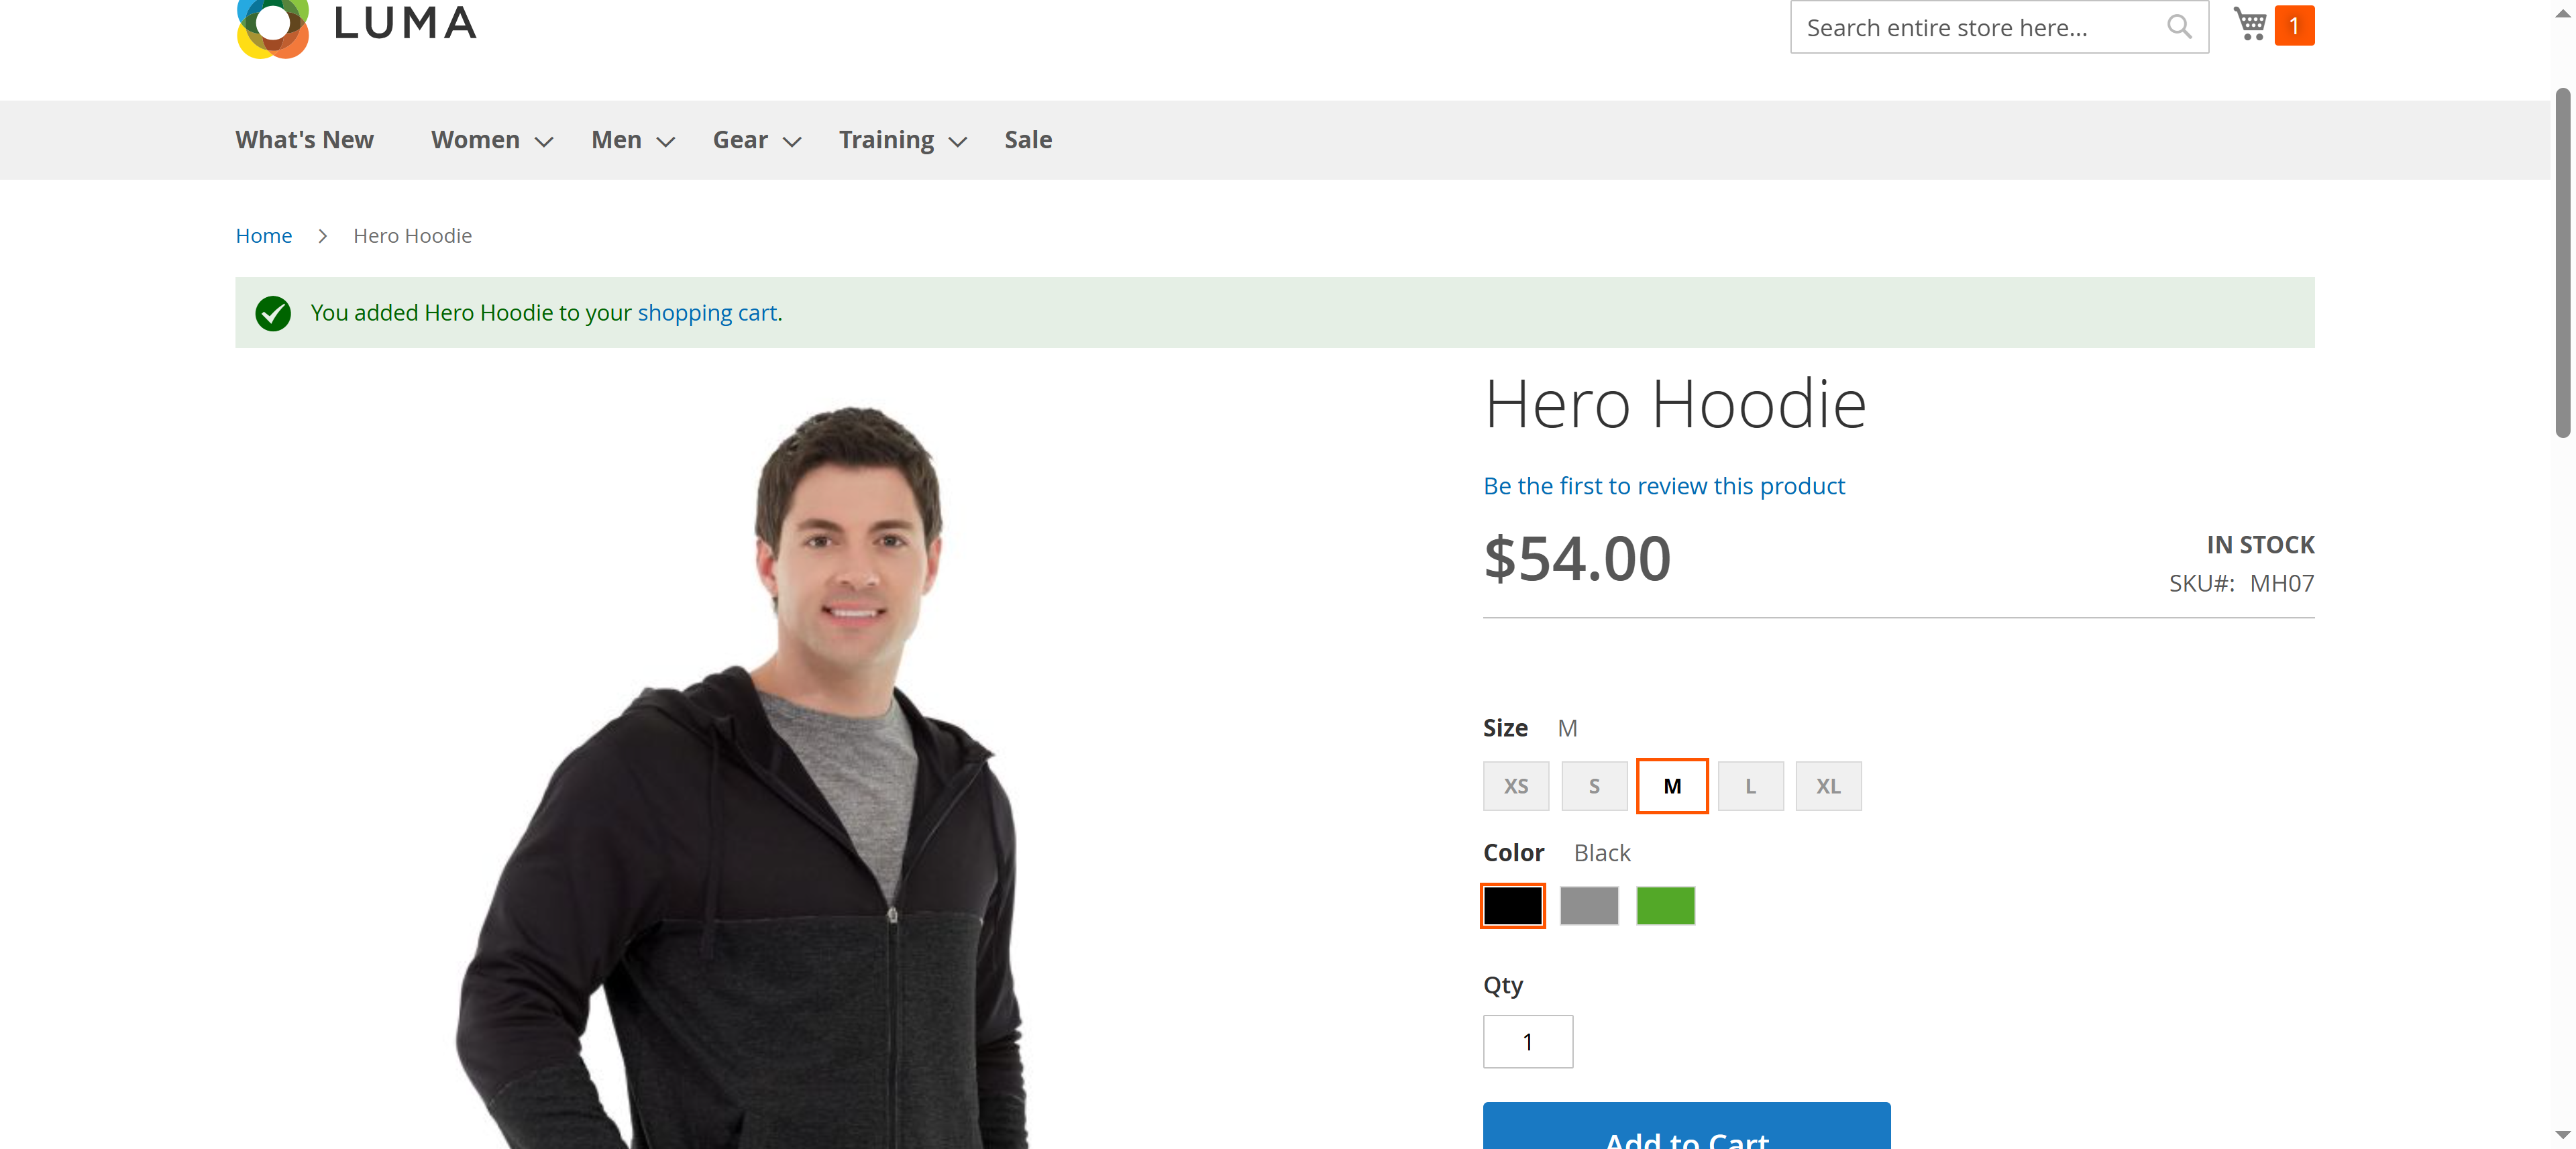 LUMA
Search entire store here...
1
What's New Women Men Gear Training Sale
Home > Hero Hoodie
You added Hero Hoodie to your shopping cart.
Hero Hoodie
Be the first to review this product
$54.00
IN STOCK
SKU#: MH07
Size M
XS S M L XL
Color Black
Qty
1
Add to Cart